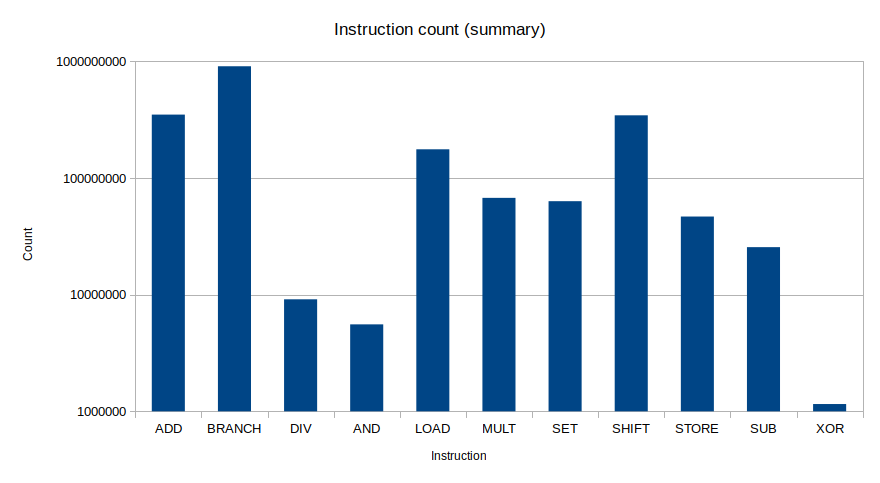 Instruction count (summary)
1000000000
100000000
10000000
1000000
Count
ADD BRANCH DIV AND LOAD MULT SET SHIFT STORE SUB XOR
Instruction